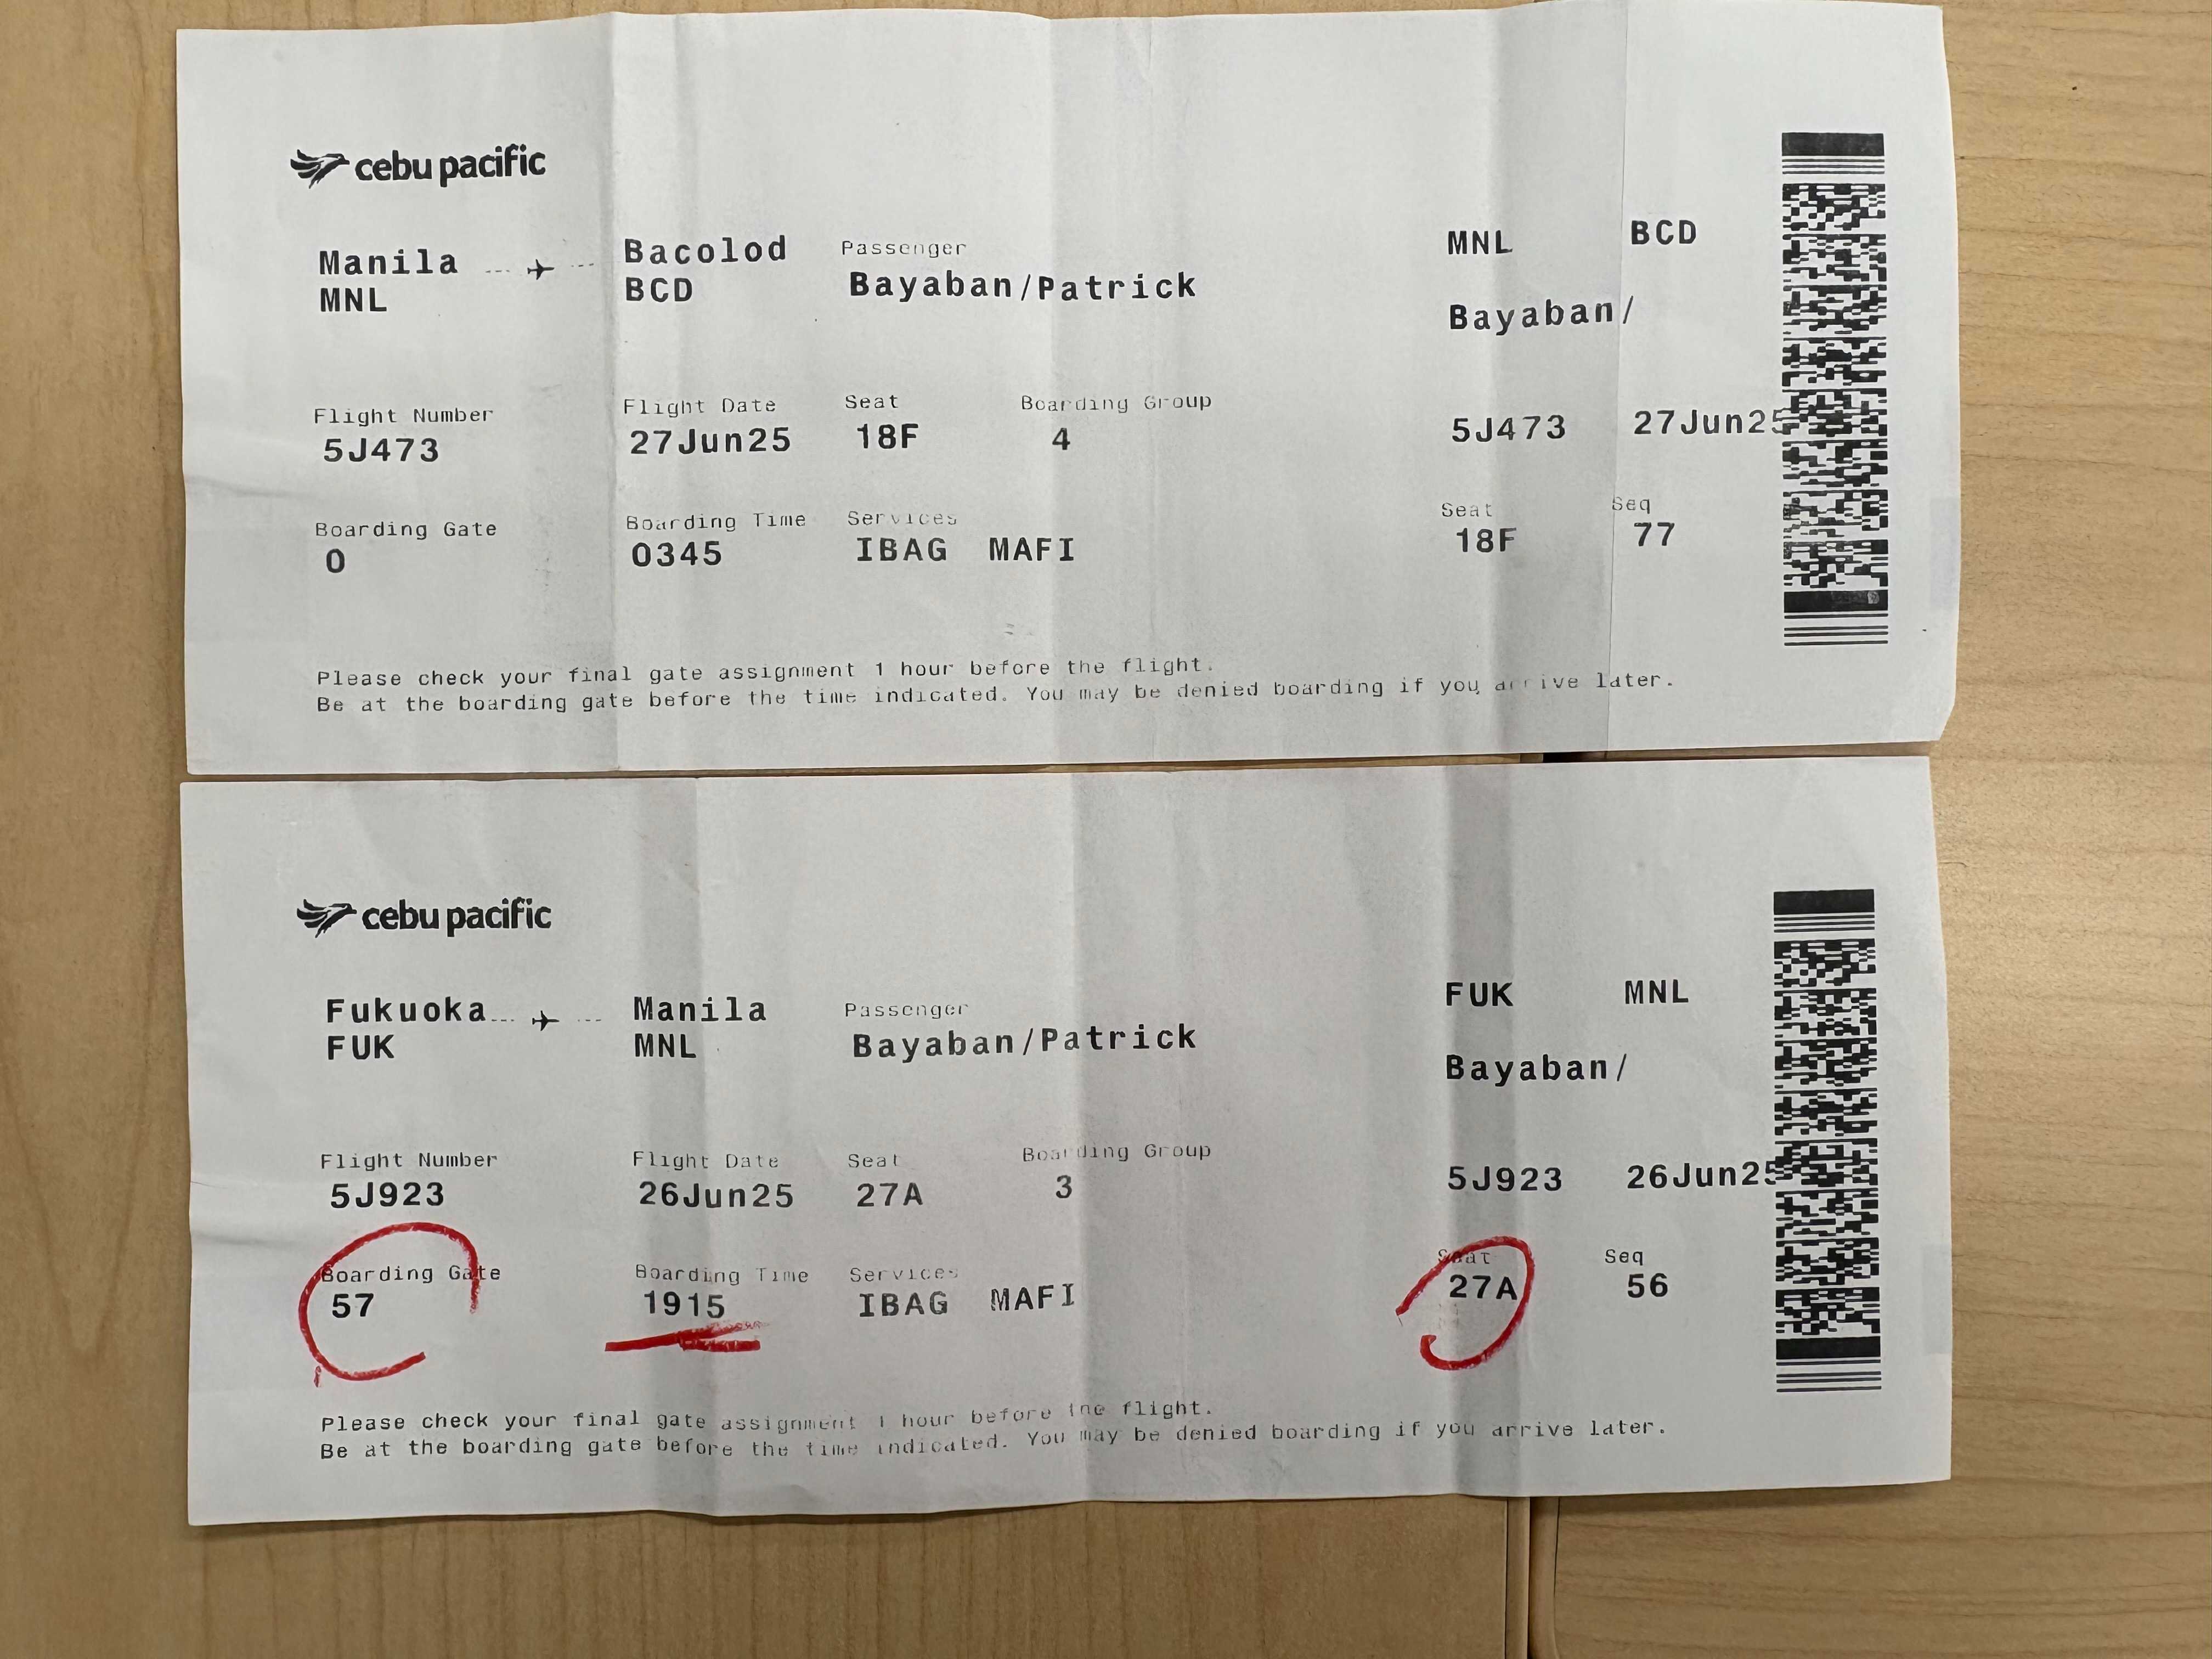 cebu pacific
Manila Bacolod Passenger MNL BCD
MNL BCD Bayaban/Patrick
Bayaban/
Flight Number Flight Date Seat Boarding Group
5J473 27Jun25 18F 4 5J473 27Jun25
Boarding Gate Boarding Time Services Seat Seq
0 0345 IBAG MAFI 18F 77
Please check your final gate assignment 1 hour before the flight.
Be at the boarding gate before the time indicated. You may be denied boarding if you arrive later.
cebu pacific
Fukuoka Manila Passenger FUK MNL
FUK MNL Bayaban/Patrick
Bayaban/
Flight Number Flight Date Seat Boarding Group
5J923 26Jun25 27A 3 5J923 26Jun25
Boarding Gate Boarding Time Services Seat Seq
57 1915 IBAG MAFI 27A 56
Please check your final gate assignment 1 hour before the flight.
Be at the boarding gate before the time indicated. You may be denied boarding if you arrive later.